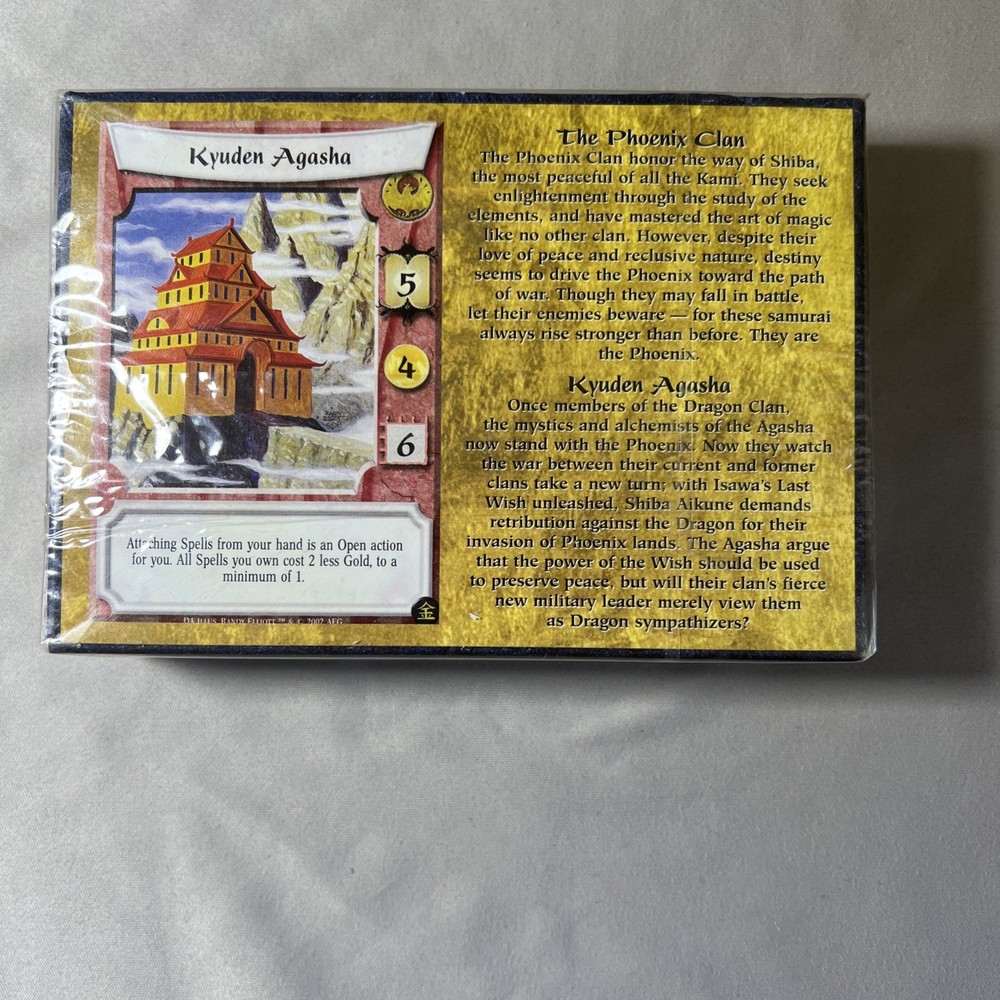 Kyuden Agasha
5
4
6
Attaching Spells from your hand is an Open action
for you. All Spells you own cost 2 less Gold, to a
minimum of 1.
金
DA ILLUS. RANDY ELLIOTT ™ & © 2002 AEG
The Phoenix Clan
The Phoenix Clan honor the way of Shiba,
the most peaceful of all the Kami. They seek
enlightenment through the study of the
elements, and have mastered the art of magic
like no other clan. However, despite their
love of peace and reclusive nature, destiny
seems to drive the Phoenix toward the path
of war. Though they may fall in battle,
let their enemies beware — for these samurai
always rise stronger than before. They are
the Phoenix.
Kyuden Agasha
Once members of the Dragon Clan,
the mystics and alchemists of the Agasha
now stand with the Phoenix. Now they watch
the war between their current and former
clans take a new turn; with Isawa's Last
Wish unleashed, Shiba Aikune demands
retribution against the Dragon for their
invasion of Phoenix lands. The Agasha argue
that the power of the Wish should be used
to preserve peace, but will their clan's fierce
new military leader merely view them
as Dragon sympathizers?